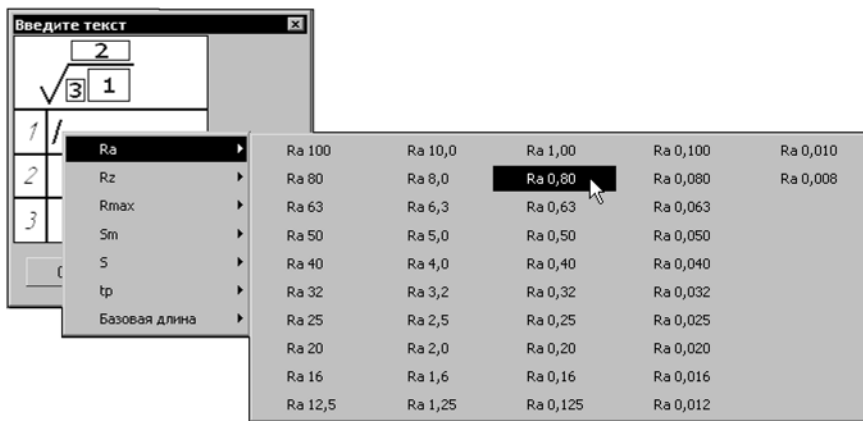 Введите текст
2
3 1
1
2
3
Ra
Rz
Rmax
Sm
S
tp
Базовая длина
Ra 100 Ra 10,0 Ra 1,00 Ra 0,100 Ra 0,010
Ra 80 Ra 8,0 Ra 0,80 Ra 0,080 Ra 0,008
Ra 63 Ra 6,3 Ra 0,63 Ra 0,063
Ra 50 Ra 5,0 Ra 0,50 Ra 0,050
Ra 40 Ra 4,0 Ra 0,40 Ra 0,040
Ra 32 Ra 3,2 Ra 0,32 Ra 0,032
Ra 25 Ra 2,5 Ra 0,25 Ra 0,025
Ra 20 Ra 2,0 Ra 0,20 Ra 0,020
Ra 16 Ra 1,6 Ra 0,16 Ra 0,016
Ra 12,5 Ra 1,25 Ra 0,125 Ra 0,012